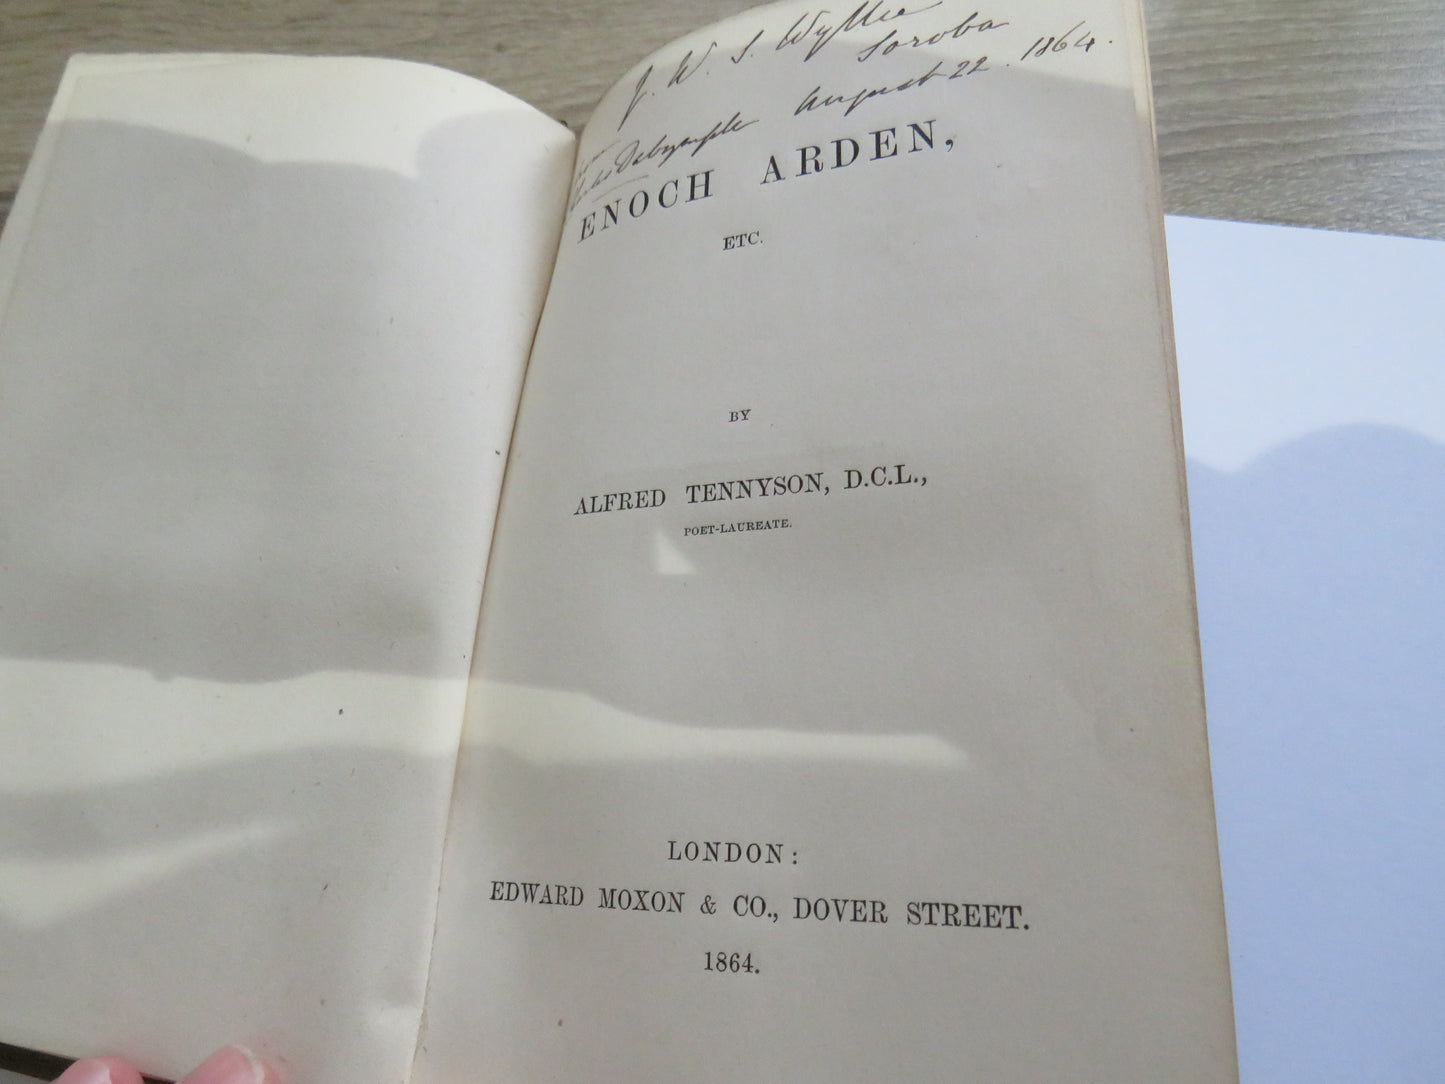 J. W. S. Wyllie
Soroba
August 22. 1864.
Dalrymple
ENOCH ARDEN,
ETC.
BY
ALFRED TENNYSON, D.C.L.,
POET-LAUREATE.
LONDON:
EDWARD MOXON & CO., DOVER STREET.
1864.